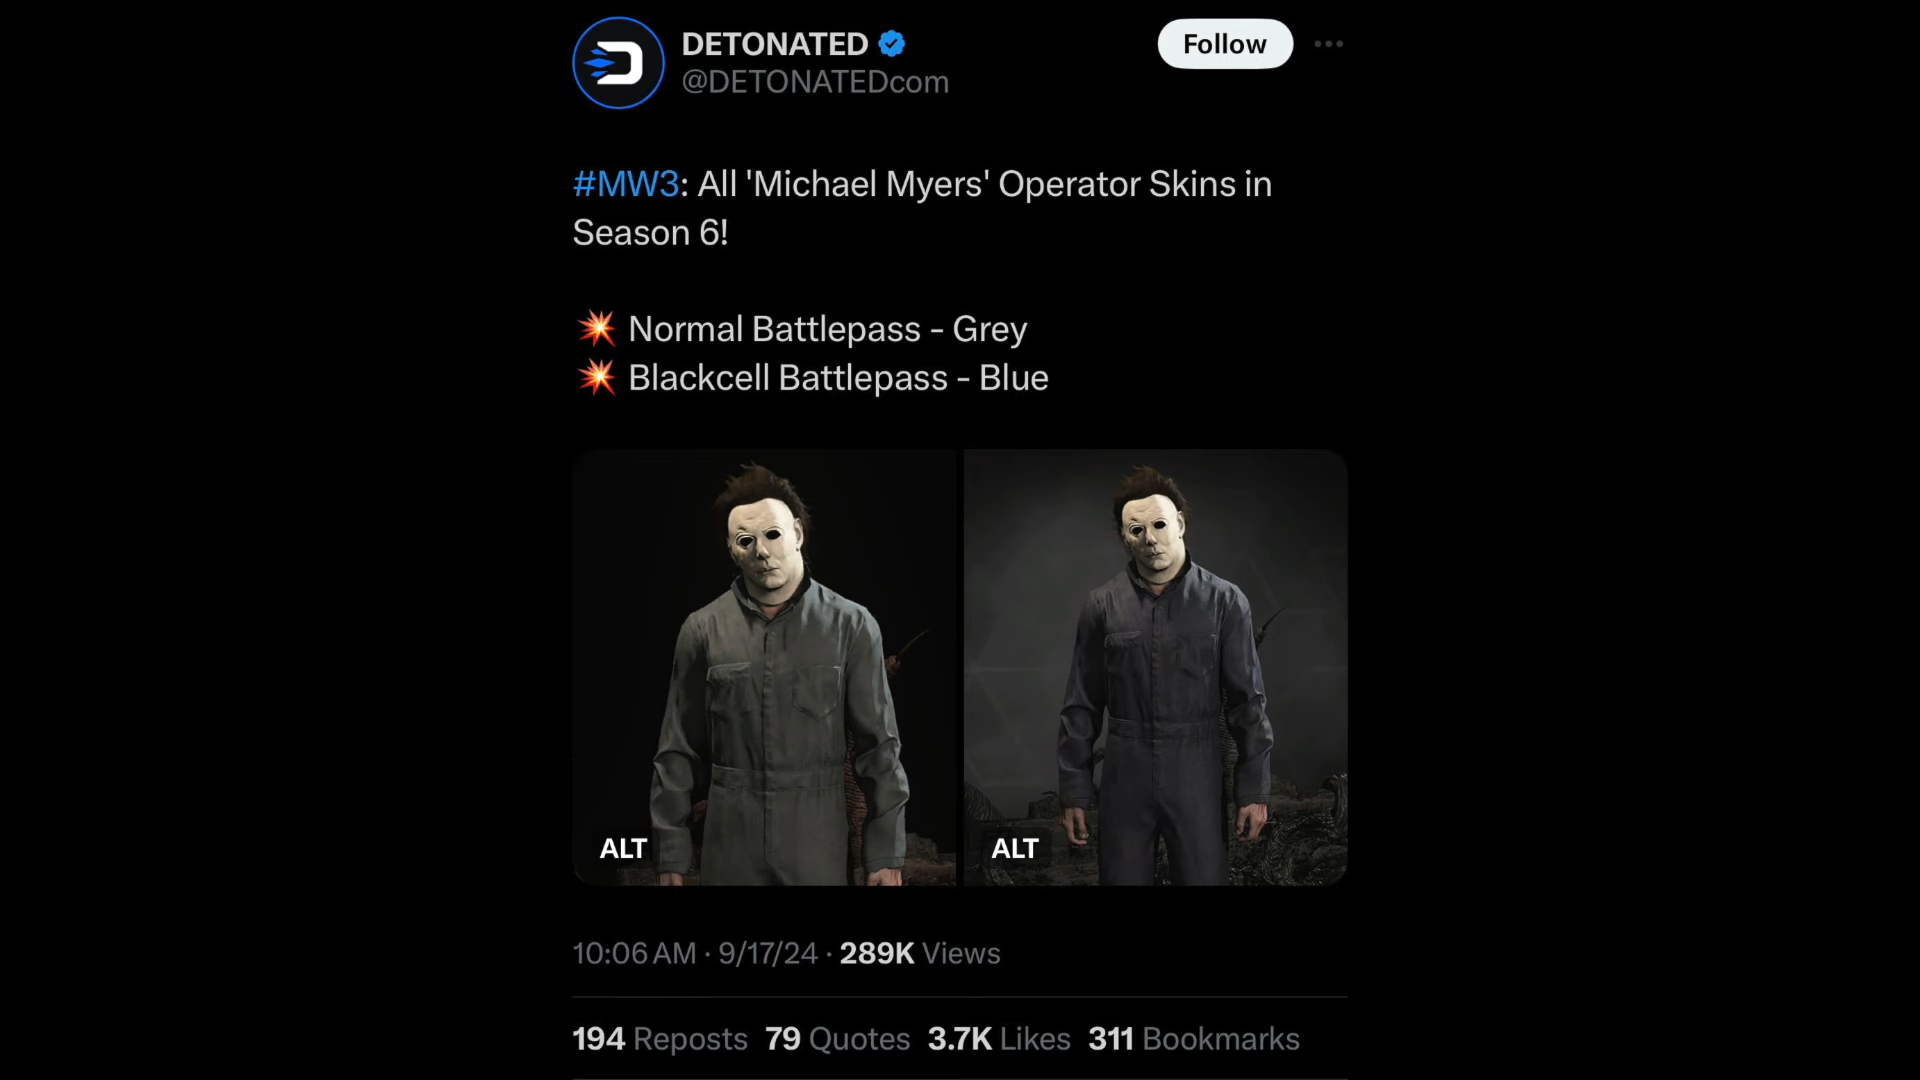 DETONATED
Follow
@DETONATEDcom
#MW3: All 'Michael Myers' Operator Skins in
Season 6!
💥 Normal Battlepass - Grey
💥 Blackcell Battlepass - Blue
ALT
ALT
10:06 AM · 9/17/24 · 289K Views
194 Reposts 79 Quotes 3.7K Likes 311 Bookmarks